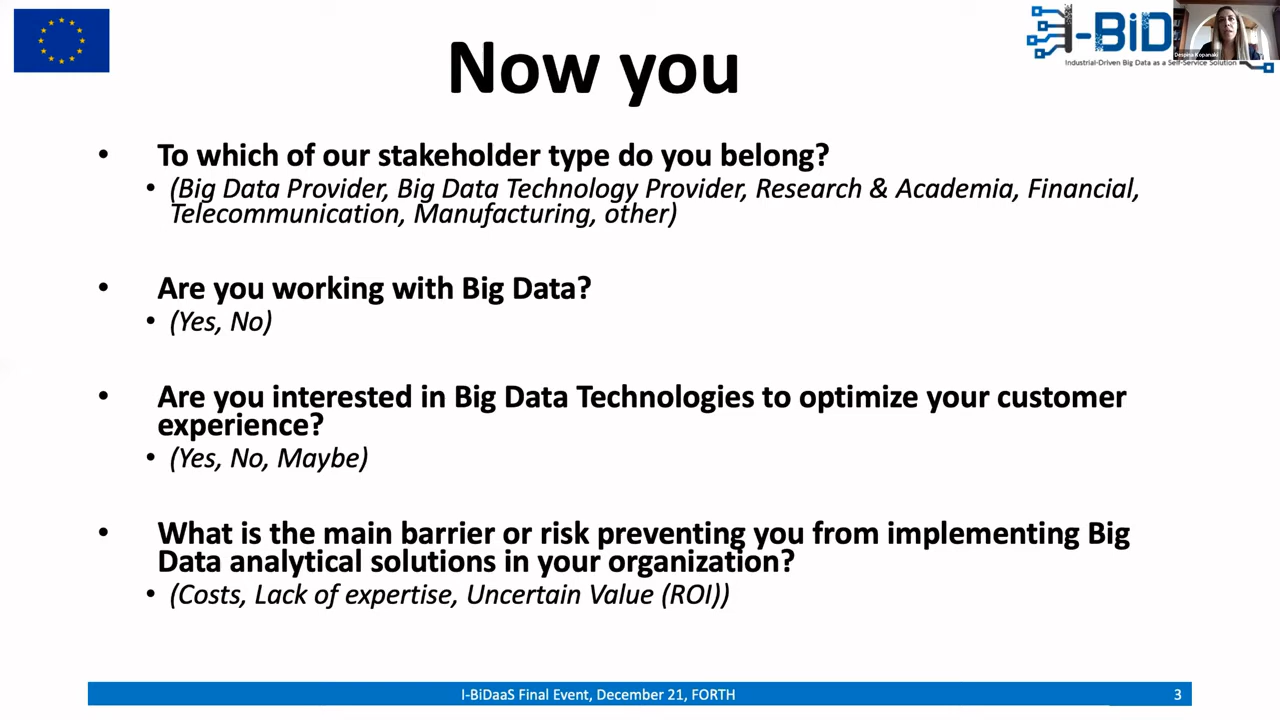 I-BiD
Despina Kopanaki
Industrial-Driven Big Data as a Self-Service Solution
Now you
• To which of our stakeholder type do you belong?
• (Big Data Provider, Big Data Technology Provider, Research & Academia, Financial,
Telecommunication, Manufacturing, other)
• Are you working with Big Data?
• (Yes, No)
• Are you interested in Big Data Technologies to optimize your customer
experience?
• (Yes, No, Maybe)
• What is the main barrier or risk preventing you from implementing Big
Data analytical solutions in your organization?
• (Costs, Lack of expertise, Uncertain Value (ROI))
I-BiDaaS Final Event, December 21, FORTH
3